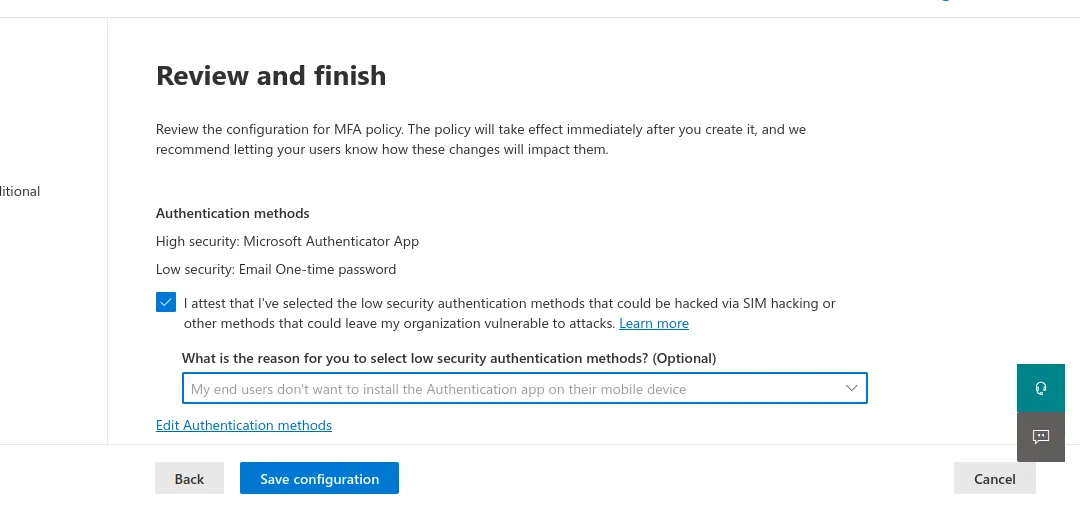 Review and finish
Review the configuration for MFA policy. The policy will take effect immediately after you create it, and we
recommend letting your users know how these changes will impact them.
Authentication methods
High security: Microsoft Authenticator App
Low security: Email One-time password
I attest that I've selected the low security authentication methods that could be hacked via SIM hacking or
other methods that could leave my organization vulnerable to attacks. Learn more
What is the reason for you to select low security authentication methods? (Optional)
My end users don't want to install the Authentication app on their mobile device
Edit Authentication methods
Back
Save configuration
Cancel